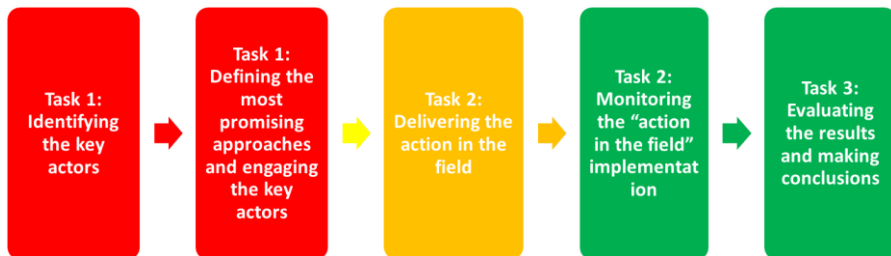 Task 1:
Identifying
the key
actors
Task 1:
Defining the
most
promising
approaches
and engaging
the key
actors
Task 2:
Delivering the
action in the
field
Task 2:
Monitoring
the “action
in the field”
implementat
ion
Task 3:
Evaluating
the results
and making
conclusions